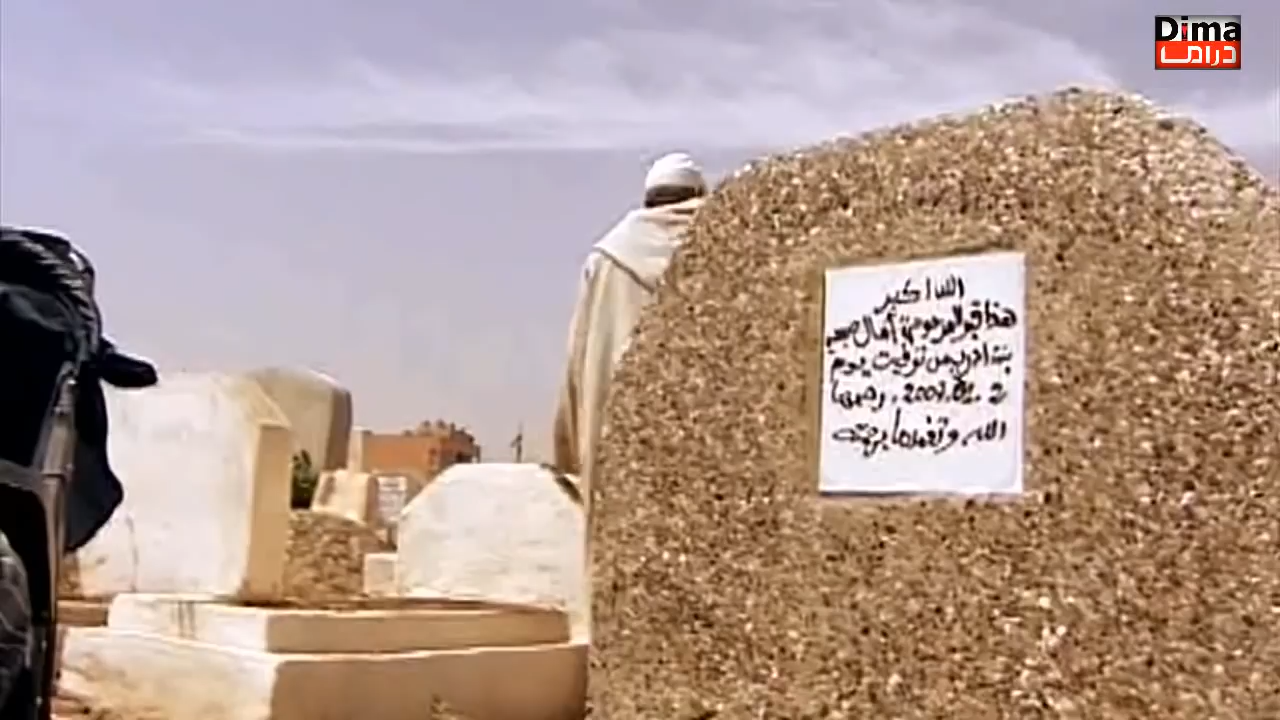 Dima
دراما
الله اكبر
هذا قبر المرحومة أمال
بنت ادريس توفيت يوم
2 . 02 . 2007 . رحمها
الله وتغمدها برحمته